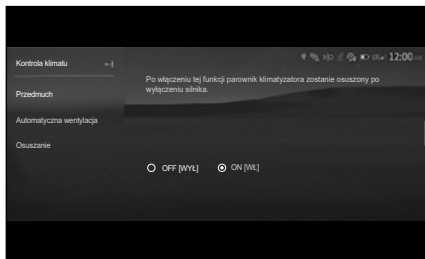 Kontrola klimatu
12:00
Po włączeniu tej funkcji parownik klimatyzatora zostanie osuszony po
wyłączeniu silnika.
Przedmuch
Automatyczna wentylacja
Osuszanie
OFF [WYŁ]
ON [WŁ]